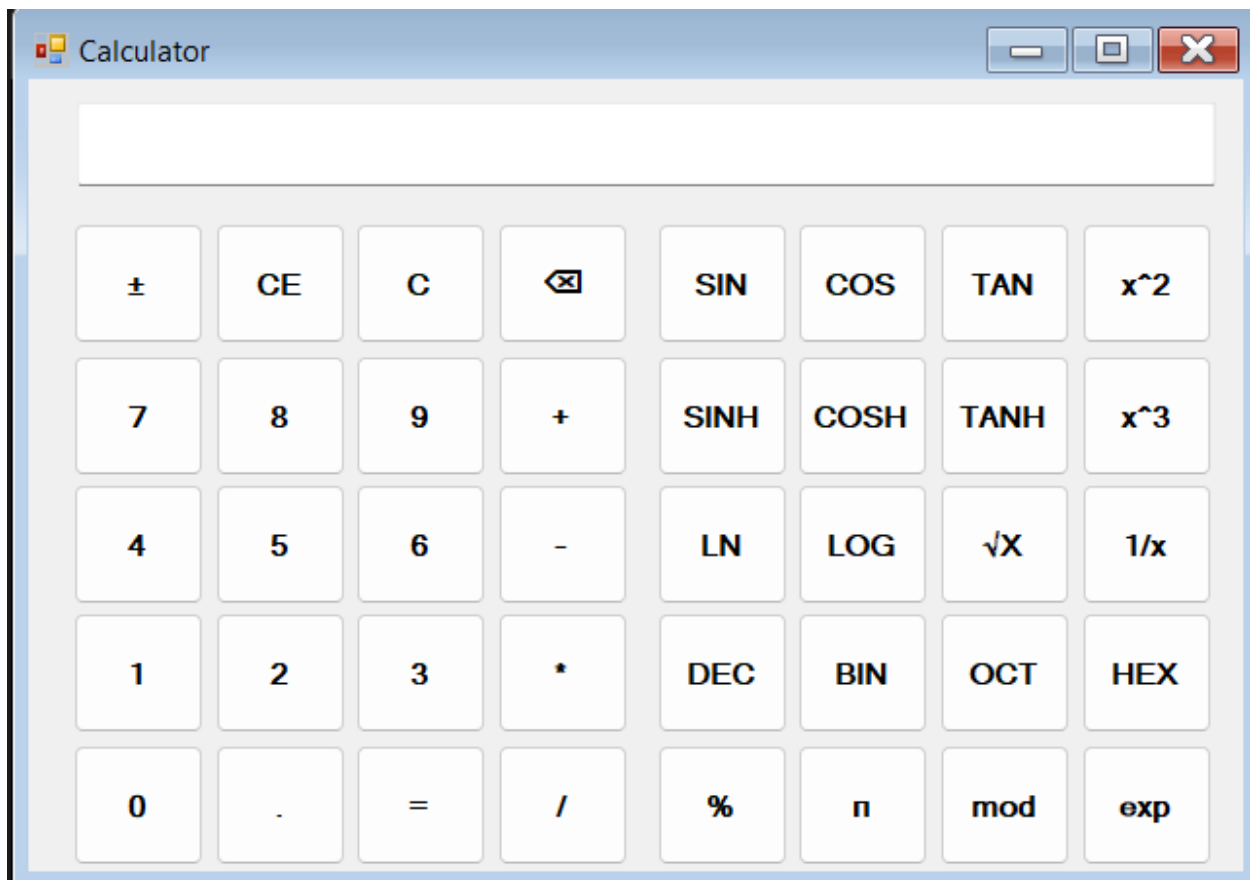 Calculator
± CE C ⌫ SIN COS TAN x^2
7 8 9 + SINH COSH TANH x^3
4 5 6 - LN LOG √X 1/x
1 2 3 * DEC BIN OCT HEX
0 . = / % п mod exp